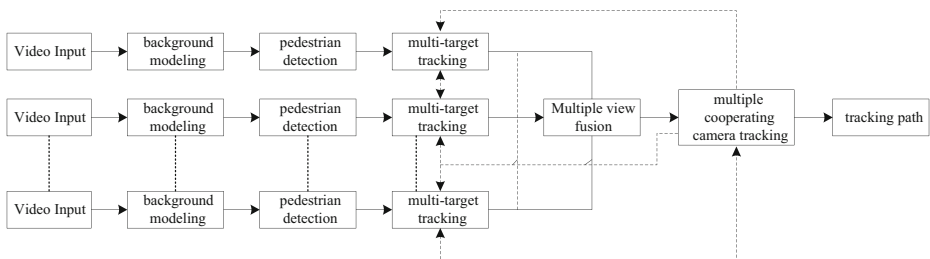 Video Input
background
modeling
pedestrian
detection
multi-target
tracking
Video Input
background
modeling
pedestrian
detection
multi-target
tracking
Multiple view
fusion
multiple
cooperating
camera tracking
tracking path
Video Input
background
modeling
pedestrian
detection
multi-target
tracking